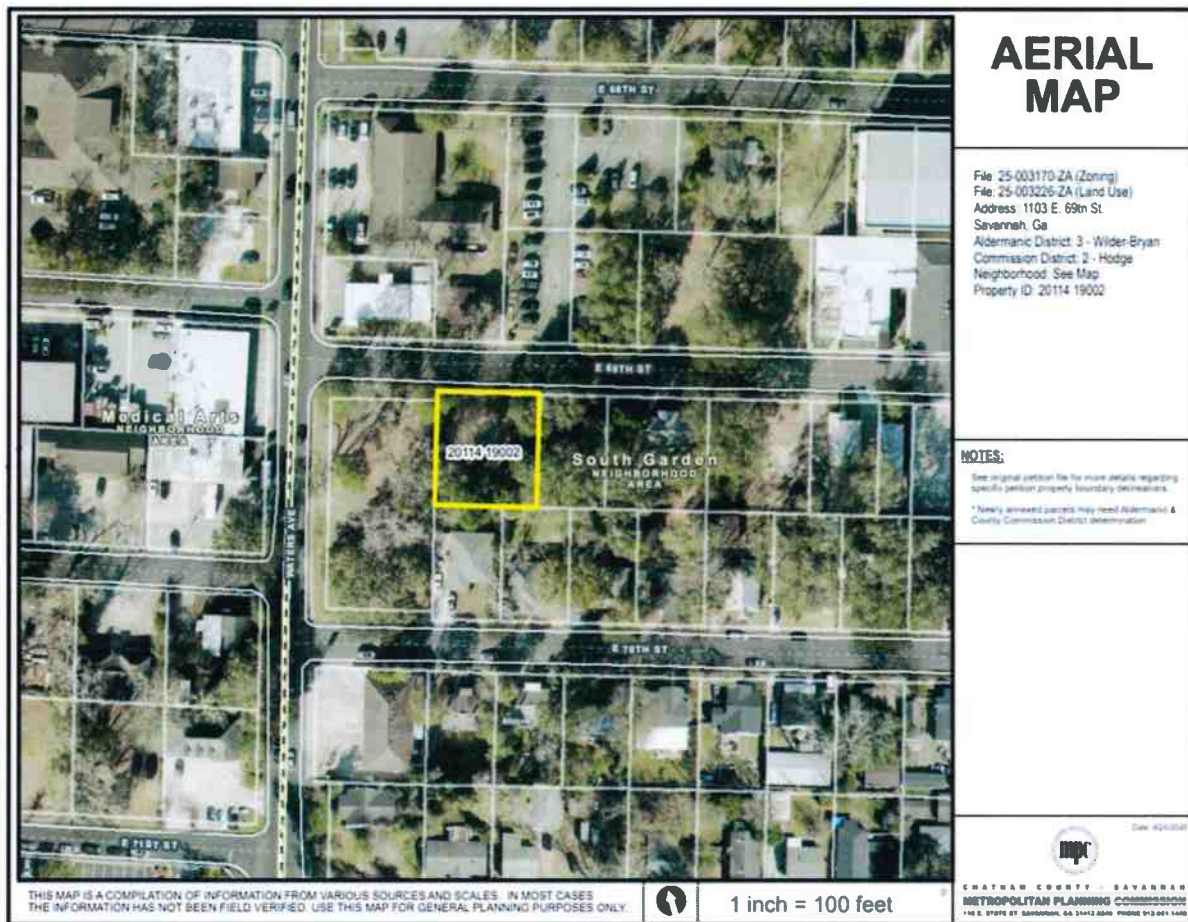 AERIAL
MAP
File: 25-003170-ZA (Zoning)
File: 25-003226-ZA (Land Use)
Address: 1103 E. 69th St.
Savannah, Ga
Aldermanic District: 3 - Wilder-Bryan
Commission District: 2 - Hodge
Neighborhood: See Map
Property ID: 20114 19002
NOTES:
See original petition file for more details regarding
specific petition property boundary delineations.
* Newly annexed parcels may need Aldermanic &
County Commission District determination.
E 68TH ST
E 69TH ST
WATERS AVE
Medical Arts
NEIGHBORHOOD
AREA
20114 19002
South Garden
NEIGHBORHOOD
AREA
E 70TH ST
E 71ST ST
THIS MAP IS A COMPILATION OF INFORMATION FROM VARIOUS SOURCES AND SCALES. IN MOST CASES
THE INFORMATION HAS NOT BEEN FIELD VERIFIED. USE THIS MAP FOR GENERAL PLANNING PURPOSES ONLY.
1 inch = 100 feet
mpc
CHATHAM COUNTY - SAVANNAH
METROPOLITAN PLANNING COMMISSION